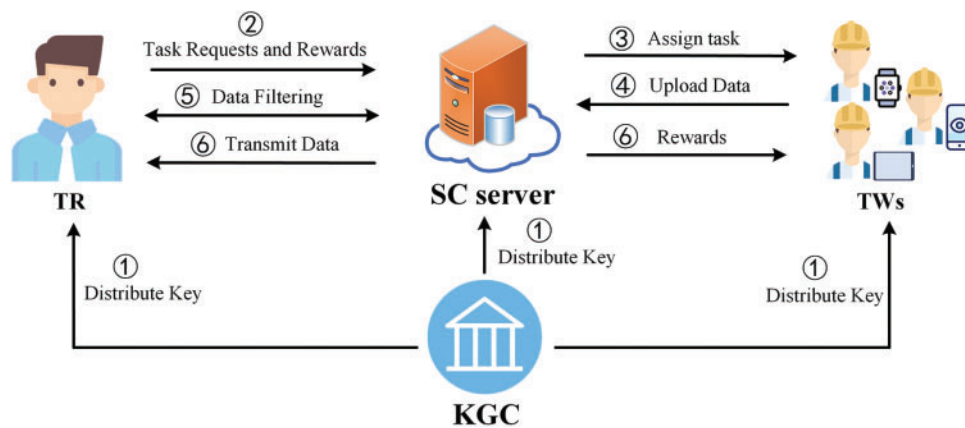 ②
Task Requests and Rewards
⑤ Data Filtering
⑥ Transmit Data
TR
SC server
③ Assign task
④ Upload Data
⑥ Rewards
TWs
①
Distribute Key
①
Distribute Key
①
Distribute Key
KGC